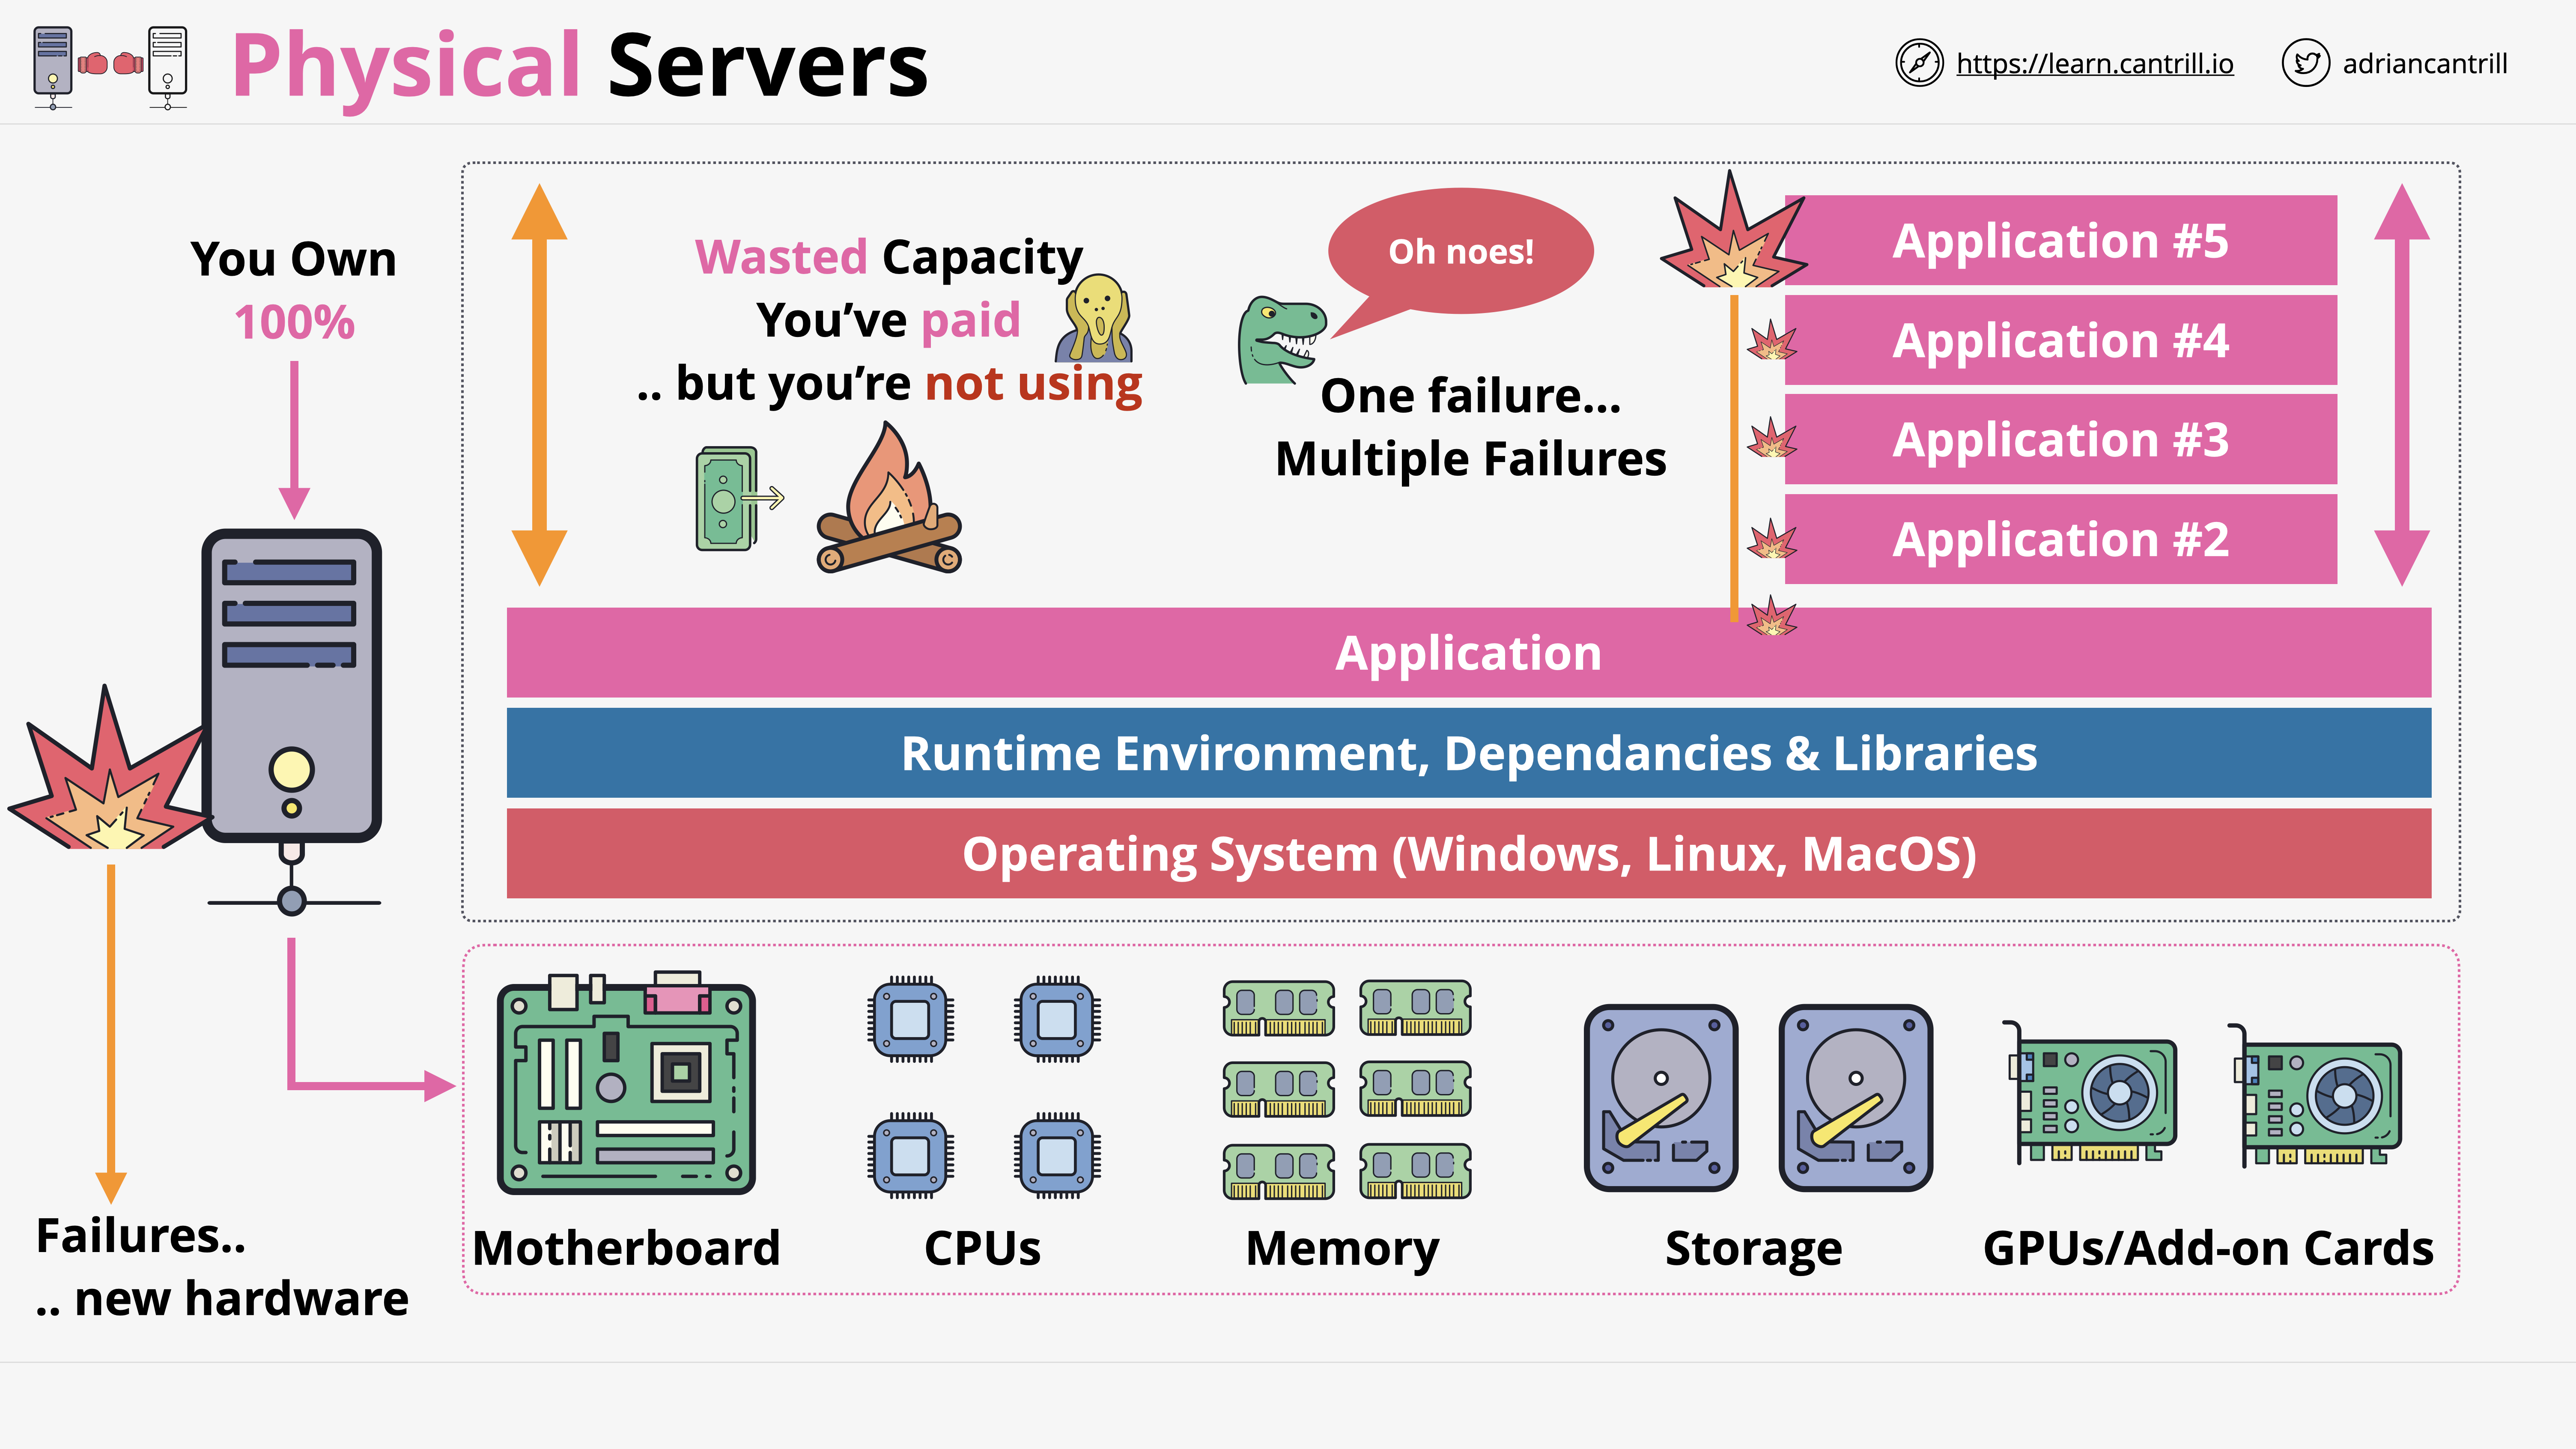 Physical Servers
https://learn.cantrill.io
adriancantrill
You Own
100%
Wasted Capacity
You’ve paid
.. but you’re not using
Oh noes!
One failure...
Multiple Failures
Application #5
Application #4
Application #3
Application #2
Application
Runtime Environment, Dependancies & Libraries
Operating System (Windows, Linux, MacOS)
Failures..
.. new hardware
Motherboard
CPUs
Memory
Storage
GPUs/Add-on Cards